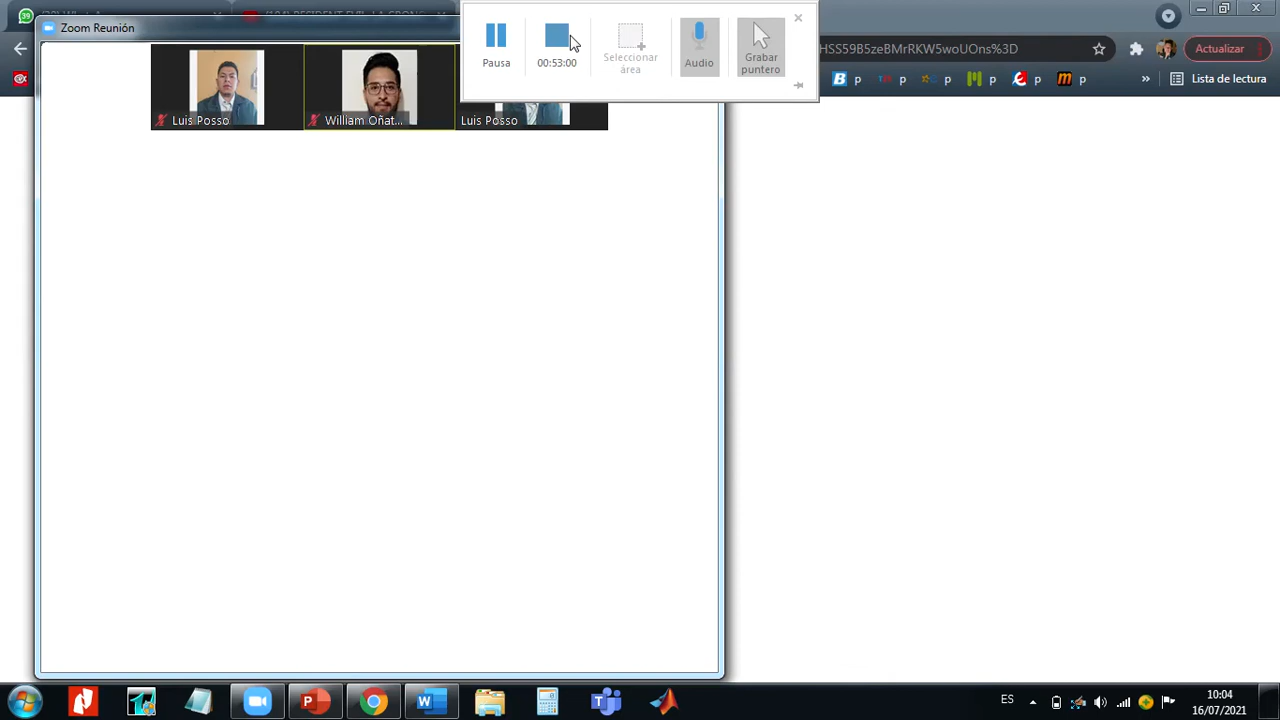 39
Zoom Reunión
Pausa
00:53:00
Seleccionar
área
Audio
Grabar
puntero
HSS59B5zeBMrRKW5woUOns%3D
Actualizar
p
p
p
p
p
»
Lista de lectura
Luis Posso
William Oñat...
Luis Posso
ES
10:04
16/07/2021